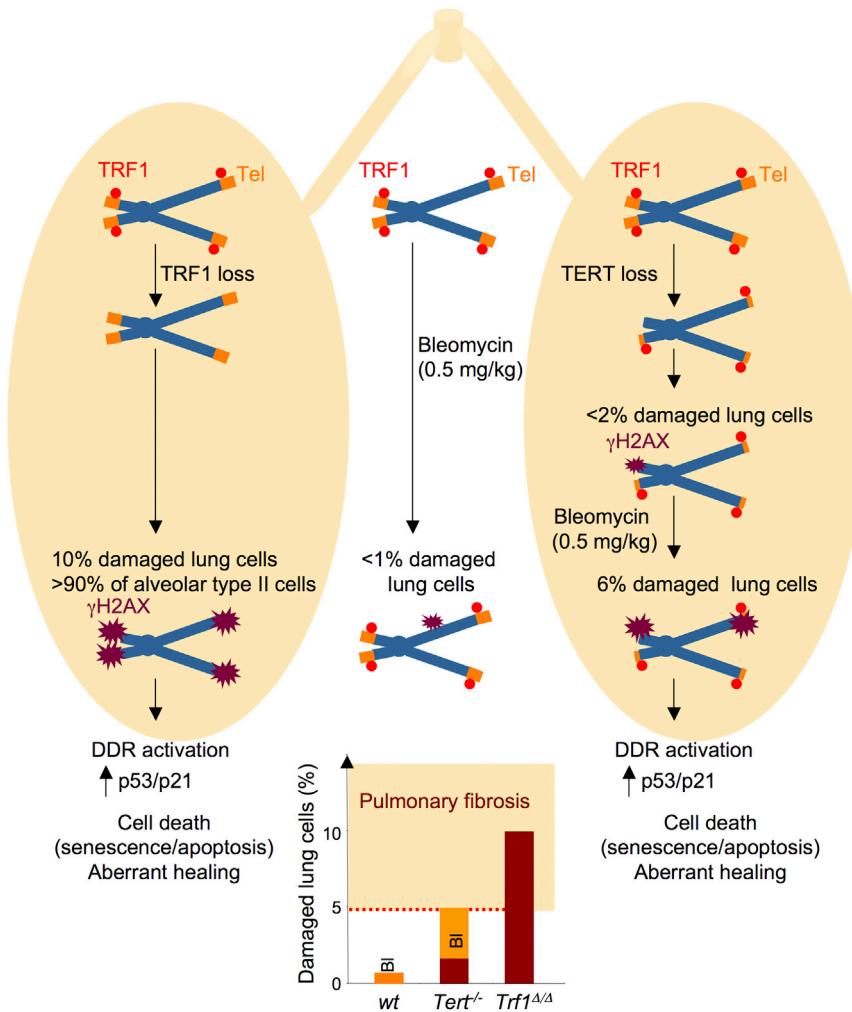 TRF1
Tel
TRF1 loss
10% damaged lung cells
>90% of alveolar type II cells
γH2AX
DDR activation
p53/p21
Cell death
(senescence/apoptosis)
Aberrant healing
TRF1
Tel
Bleomycin
(0.5 mg/kg)
<1% damaged
lung cells
TRF1
Tel
TERT loss
<2% damaged lung cells
γH2AX
Bleomycin
(0.5 mg/kg)
6% damaged lung cells
DDR activation
p53/p21
Cell death
(senescence/apoptosis)
Aberrant healing
Damaged lung cells (%)
Pulmonary fibrosis
10
5
0
Bl
Bl
wt Tert-/- Trf1Δ/Δ